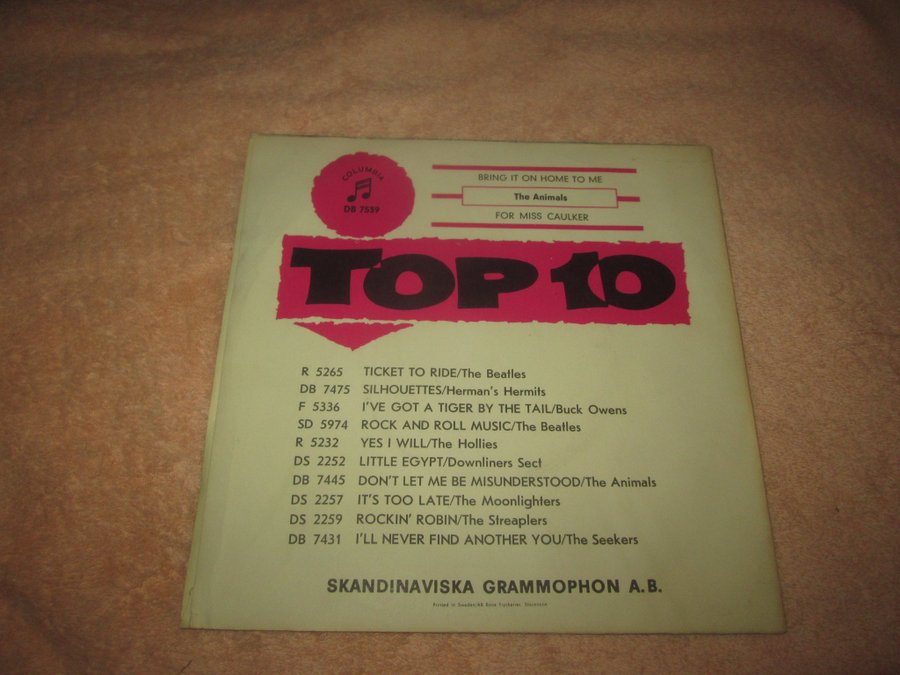 COLUMBIA
DB 7539
BRING IT ON HOME TO ME
The Animals
FOR MISS CAULKER
TOP 10
R 5265 TICKET TO RIDE/The Beatles
DB 7475 SILHOUETTES/Herman's Hermits
F 5336 I'VE GOT A TIGER BY THE TAIL/Buck Owens
SD 5974 ROCK AND ROLL MUSIC/The Beatles
R 5232 YES I WILL/The Hollies
DS 2252 LITTLE EGYPT/Downliners Sect
DB 7445 DON'T LET ME BE MISUNDERSTOOD/The Animals
DS 2257 IT'S TOO LATE/The Moonlighters
DS 2259 ROCKIN' ROBIN/The Streaplers
DB 7431 I'LL NEVER FIND ANOTHER YOU/The Seekers
SKANDINAVISKA GRAMMOPHON A.B.
Printed in Sweden/AB